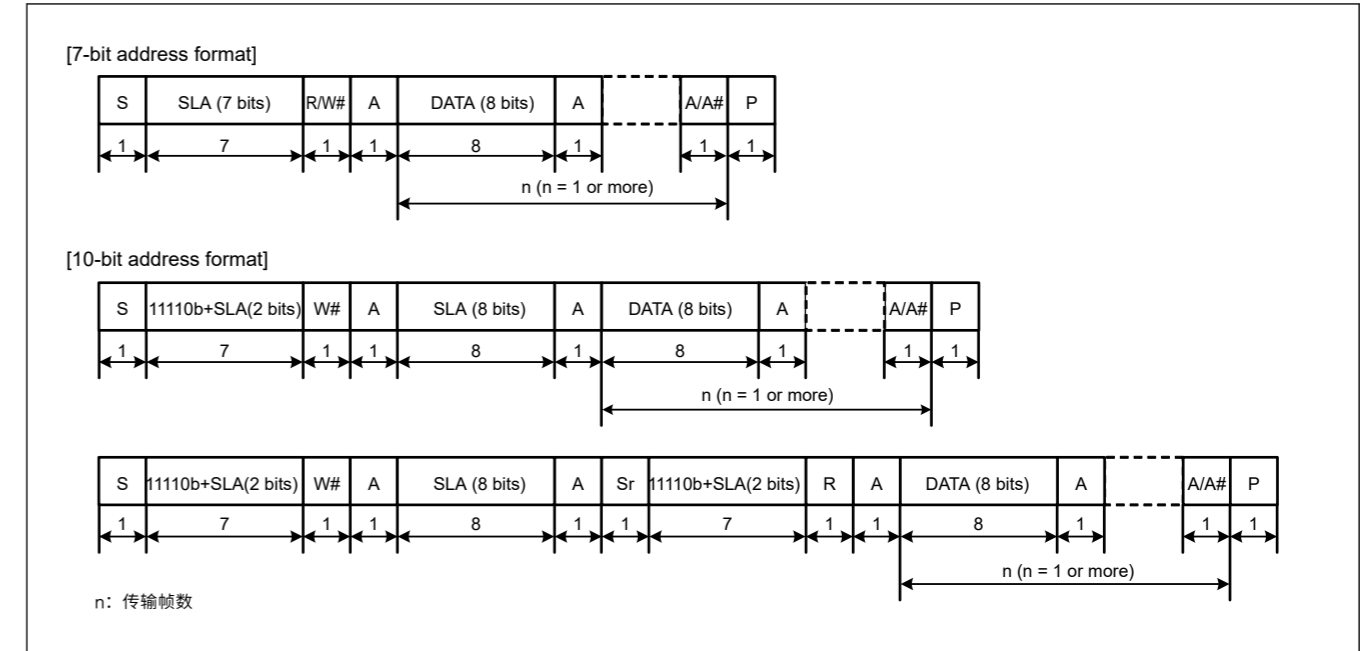 [7-bit address format]
S SLA (7 bits) R/W# A DATA (8 bits) A A/A# P
1 7 1 1 8 1 1 1
n (n = 1 or more)
[10-bit address format]
S 11110b+SLA(2 bits) W# A SLA (8 bits) A DATA (8 bits) A A/A# P
1 7 1 1 8 1 8 1 1 1
n (n = 1 or more)
S 11110b+SLA(2 bits) W# A SLA (8 bits) A Sr 11110b+SLA(2 bits) R A DATA (8 bits) A A/A# P
1 7 1 1 8 1 1 7 1 1 8 1 1 1
n (n = 1 or more)
n：传输帧数